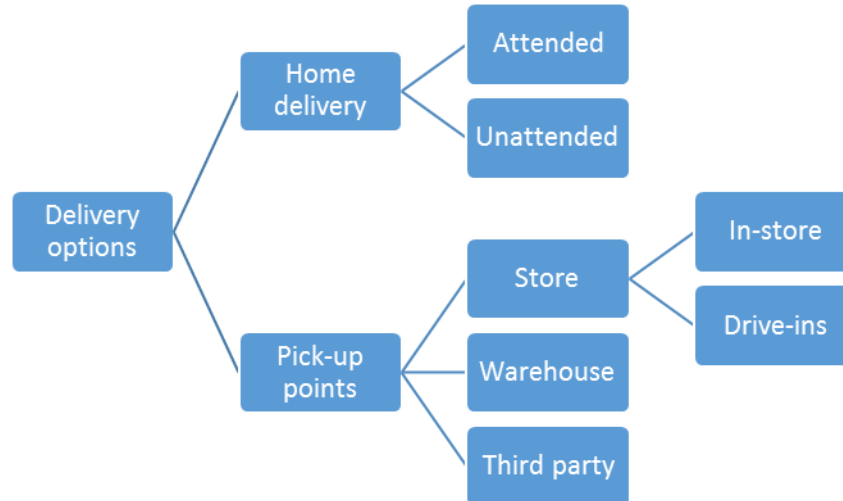 Attended
Home
delivery
Unattended
Delivery
options
In-store
Store
Drive-ins
Pick-up
points
Warehouse
Third party